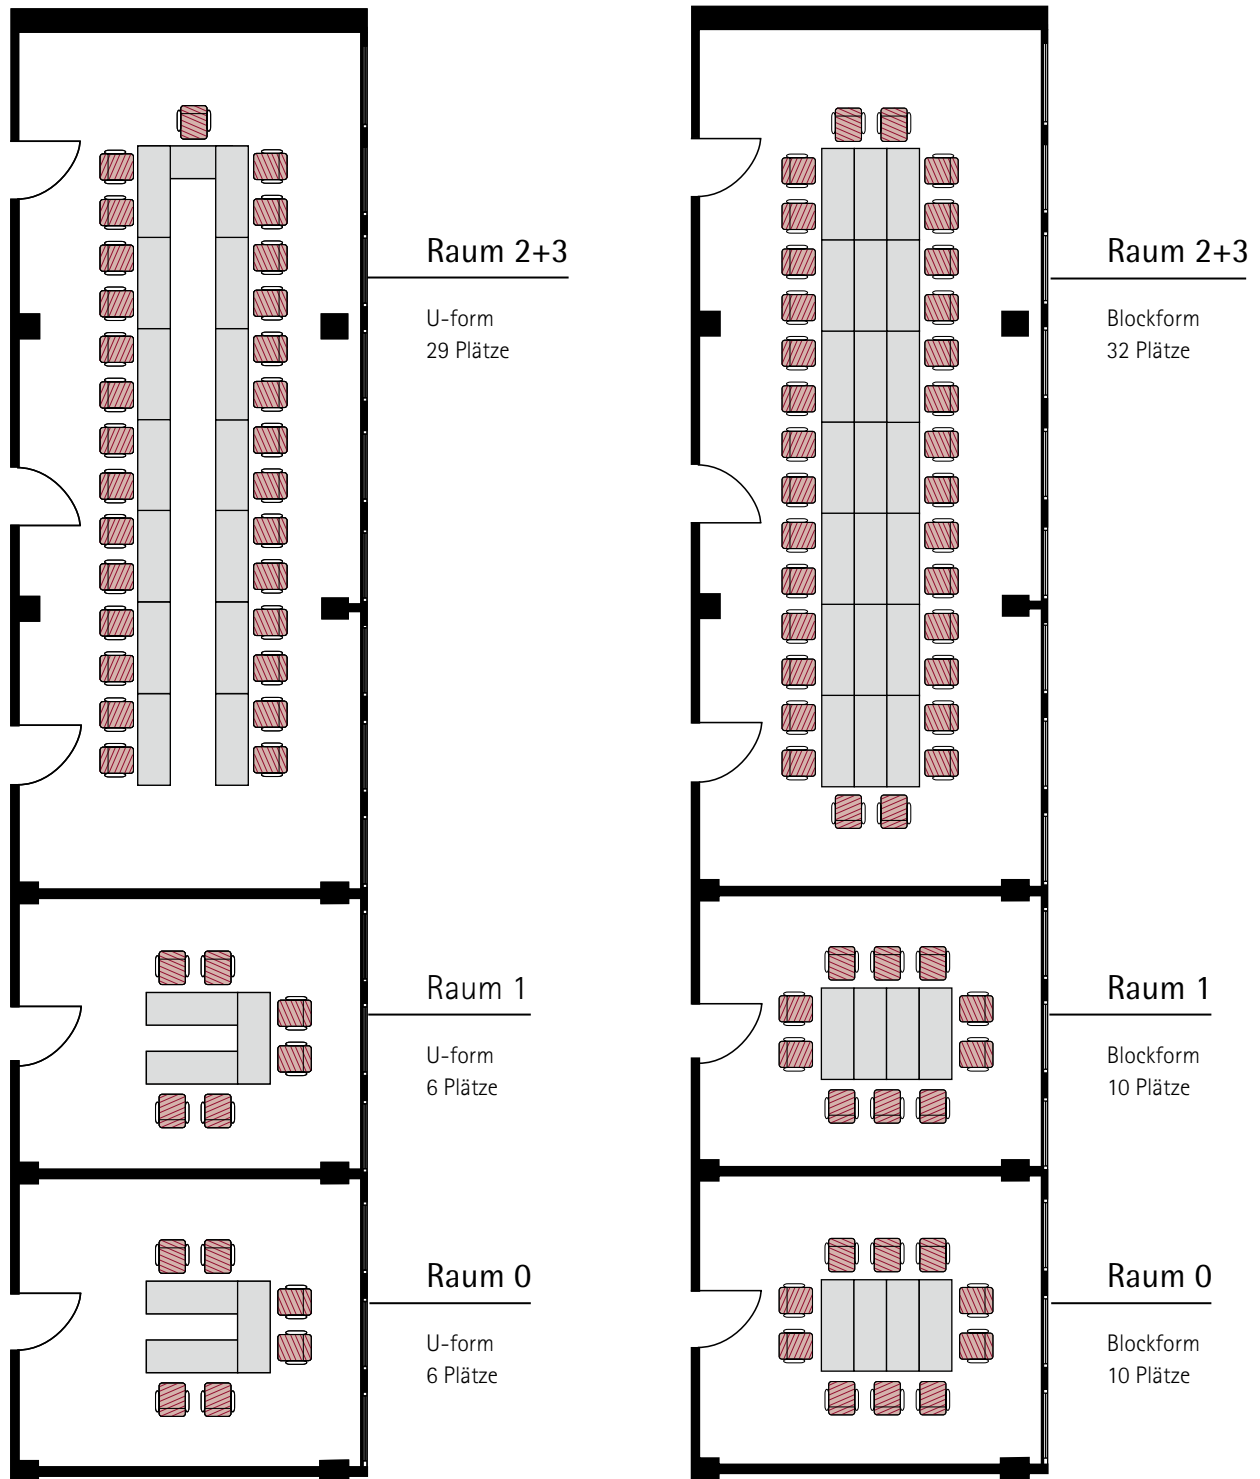 Raum 2+3
U-form
29 Plätze
Raum 1
U-form
6 Plätze
Raum 0
U-form
6 Plätze
Raum 2+3
Blockform
32 Plätze
Raum 1
Blockform
10 Plätze
Raum 0
Blockform
10 Plätze